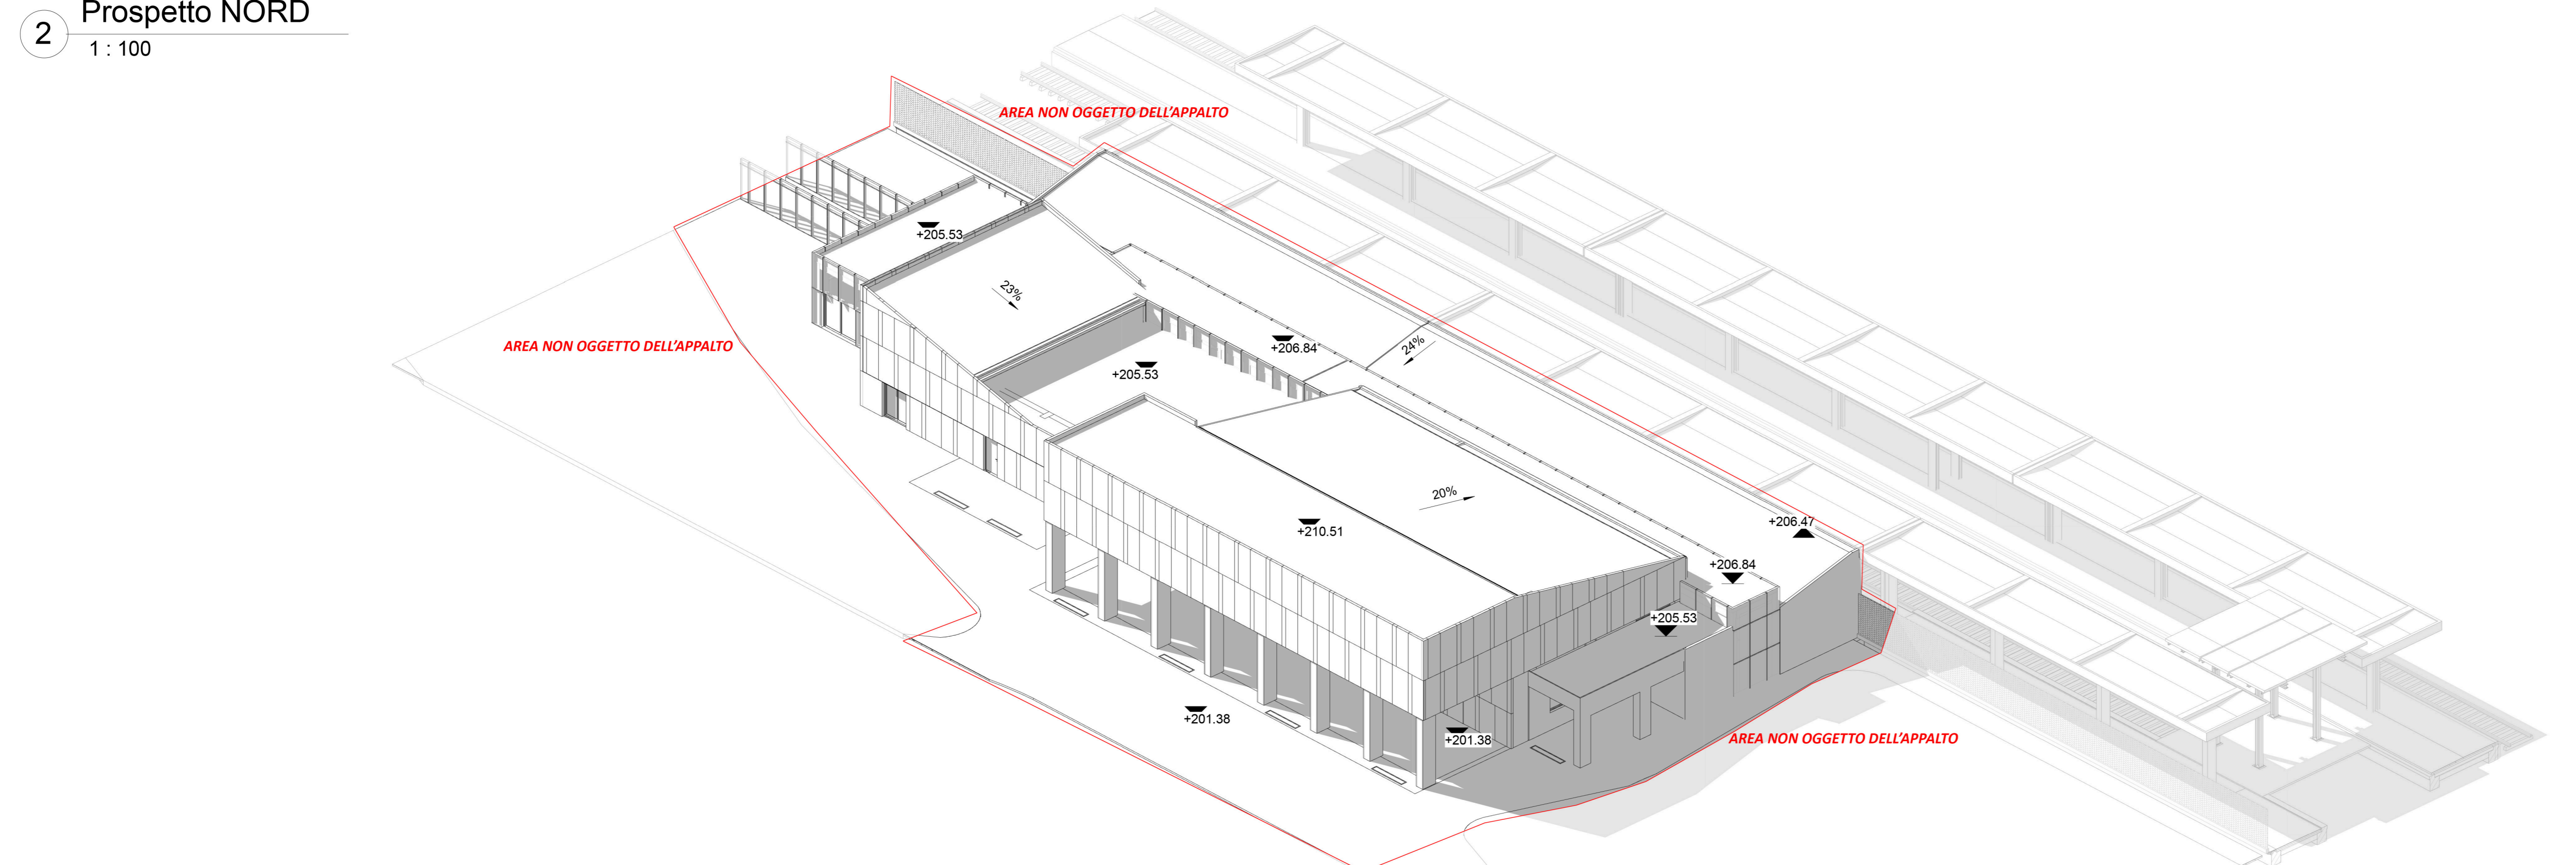 Prospetto NORD
2
1 : 100
AREA NON OGGETTO DELL'APPALTO
+205.53
23%
AREA NON OGGETTO DELL'APPALTO
+206.84
24%
+205.53
20%
+210.51
+206.47
+206.84
+205.53
+201.38
+201.38
AREA NON OGGETTO DELL'APPALTO